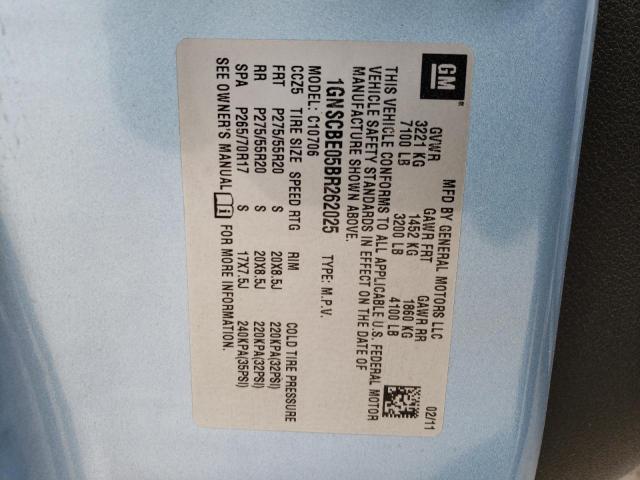 GM
MFD BY GENERAL MOTORS LLC
02/11
GVWR GAWR FRT GAWR RR
3221 KG 1452 KG 1860 KG
7100 LB 3200 LB 4100 LB
THIS VEHICLE CONFORMS TO ALL APPLICABLE U.S. FEDERAL MOTOR
VEHICLE SAFETY STANDARDS IN EFFECT ON THE DATE OF
MANUFACTURE SHOWN ABOVE.
1GNSCBE05BR262025 TYPE: M.P.V.
MODEL: C10706
CCZ5 TIRE SIZE SPEED RTG RIM COLD TIRE PRESSURE
FRT P275/55R20 S 20X8.5J 220KPA(32PSI)
RR P275/55R20 S 20X8.5J 220KPA(32PSI)
SPA P265/70R17 S 17X7.5J 240KPA(35PSI)
SEE OWNER'S MANUAL i FOR MORE INFORMATION.